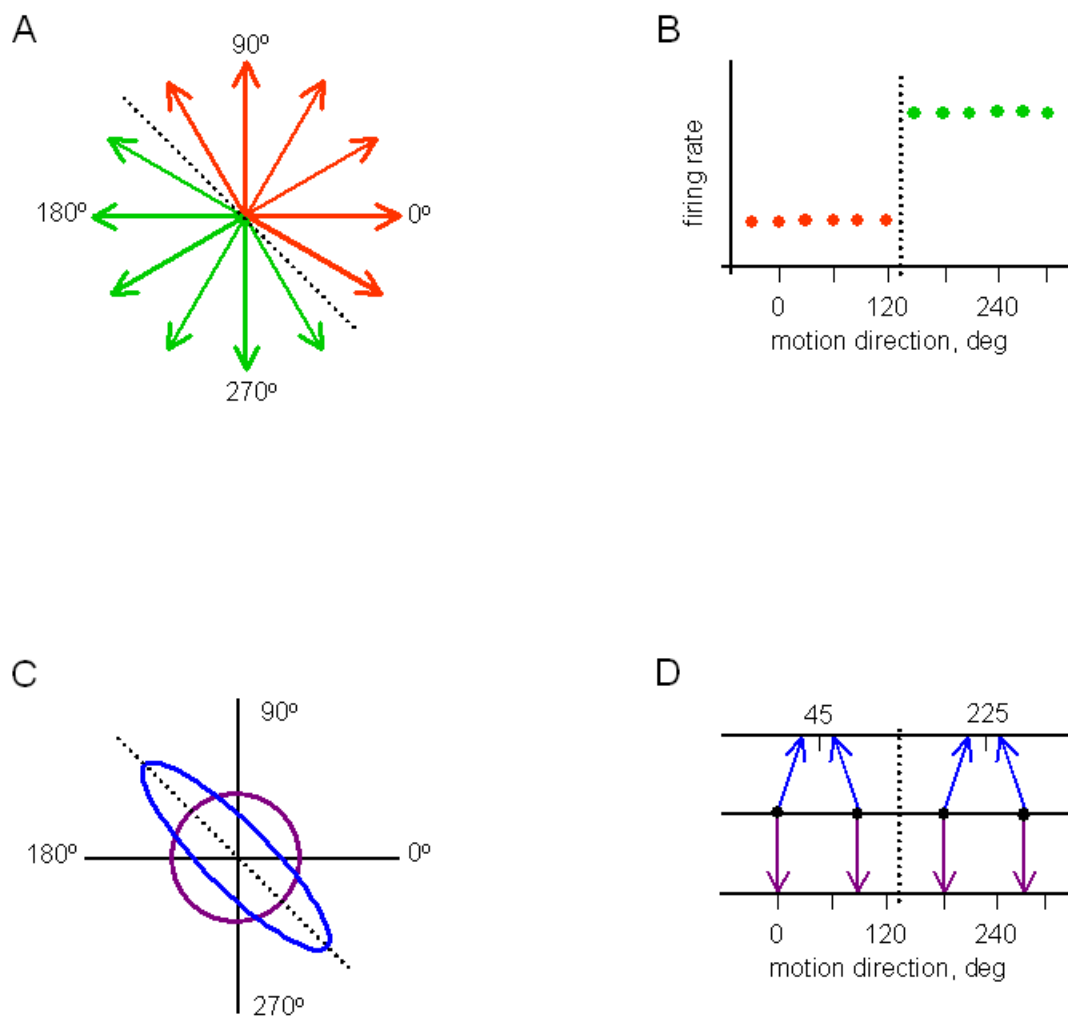 A
90º
180º
0º
270º
B
firing rate
0 120 240
motion direction, deg
C
90º
180º
0º
270º
D
45 225
0 120 240
motion direction, deg